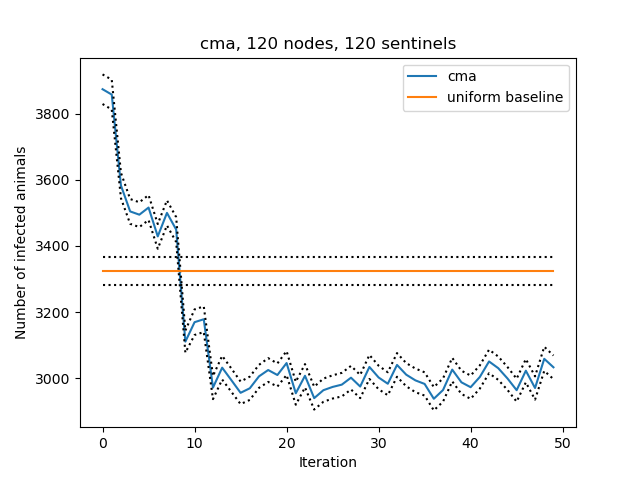 cma, 120 nodes, 120 sentinels
cma
uniform baseline
Number of infected animals
3800
3600
3400
3200
3000
0 10 20 30 40 50
Iteration